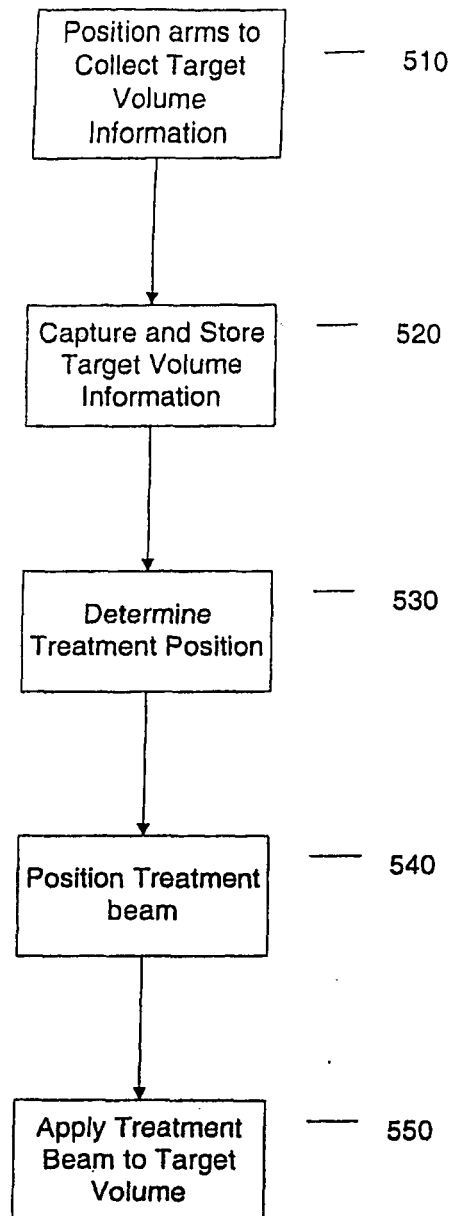 Position arms to
Collect Target
Volume
Information
510
Capture and Store
Target Volume
Information
520
Determine
Treatment Position
530
Position Treatment
beam
540
Apply Treatment
Beam to Target
Volume
550